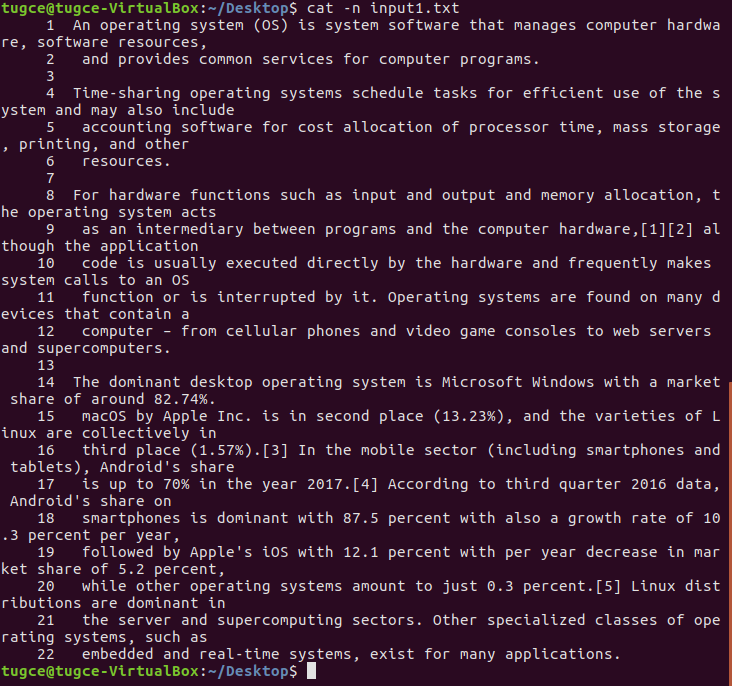 tugce@tugce-VirtualBox:~/Desktop$ cat -n input1.txt
     1  An operating system (OS) is system software that manages computer hardwa
re, software resources,
     2   and provides common services for computer programs.
     3
     4  Time-sharing operating systems schedule tasks for efficient use of the s
ystem and may also include
     5   accounting software for cost allocation of processor time, mass storage
, printing, and other
     6   resources.
     7
     8  For hardware functions such as input and output and memory allocation, t
he operating system acts
     9   as an intermediary between programs and the computer hardware,[1][2] al
though the application
    10   code is usually executed directly by the hardware and frequently makes
system calls to an OS
    11   function or is interrupted by it. Operating systems are found on many d
evices that contain a
    12   computer – from cellular phones and video game consoles to web servers
and supercomputers.
    13
    14  The dominant desktop operating system is Microsoft Windows with a market
 share of around 82.74%.
    15   macOS by Apple Inc. is in second place (13.23%), and the varieties of L
inux are collectively in
    16   third place (1.57%).[3] In the mobile sector (including smartphones and
 tablets), Android's share
    17   is up to 70% in the year 2017.[4] According to third quarter 2016 data,
 Android's share on
    18   smartphones is dominant with 87.5 percent with also a growth rate of 10
.3 percent per year,
    19   followed by Apple's iOS with 12.1 percent with per year decrease in mar
ket share of 5.2 percent,
    20   while other operating systems amount to just 0.3 percent.[5] Linux dist
ributions are dominant in
    21   the server and supercomputing sectors. Other specialized classes of ope
rating systems, such as
    22   embedded and real-time systems, exist for many applications.
tugce@tugce-VirtualBox:~/Desktop$